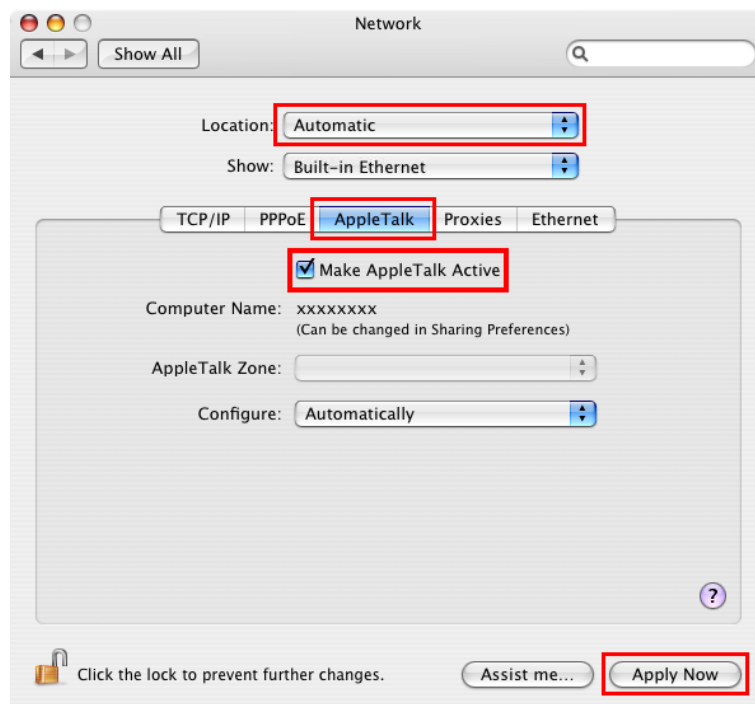 Network
Show All
Location: Automatic
Show: Built-in Ethernet
TCP/IP PPPoE AppleTalk Proxies Ethernet
Make AppleTalk Active
Computer Name: xxxxxxxx
(Can be changed in Sharing Preferences)
AppleTalk Zone:
Configure: Automatically
?
Click the lock to prevent further changes. Assist me... Apply Now